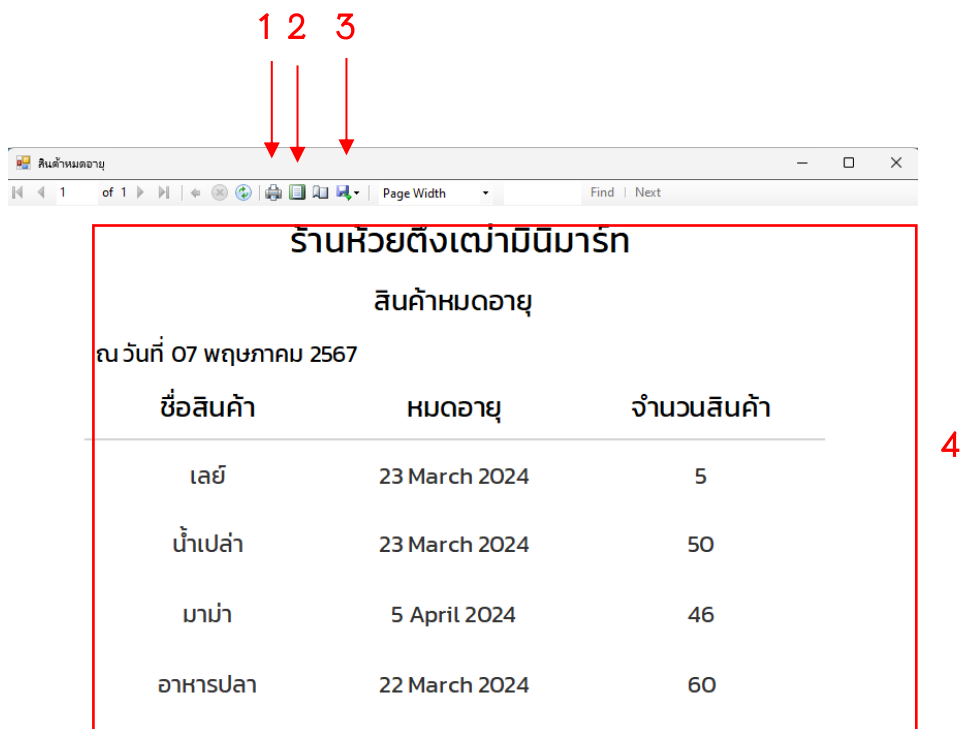 1 2 3
สินค้าหมดอายุ
1 of 1 Page Width Find Next
ร้านห้วยตึงเฒ่ามินิมาร์ท
สินค้าหมดอายุ
ณ วันที่ 07 พฤษภาคม 2567
ชื่อสินค้า หมดอายุ จำนวนสินค้า
4
เลย์ 23 March 2024 5
น้ำเปล่า 23 March 2024 50
มาม่า 5 April 2024 46
อาหารปลา 22 March 2024 60